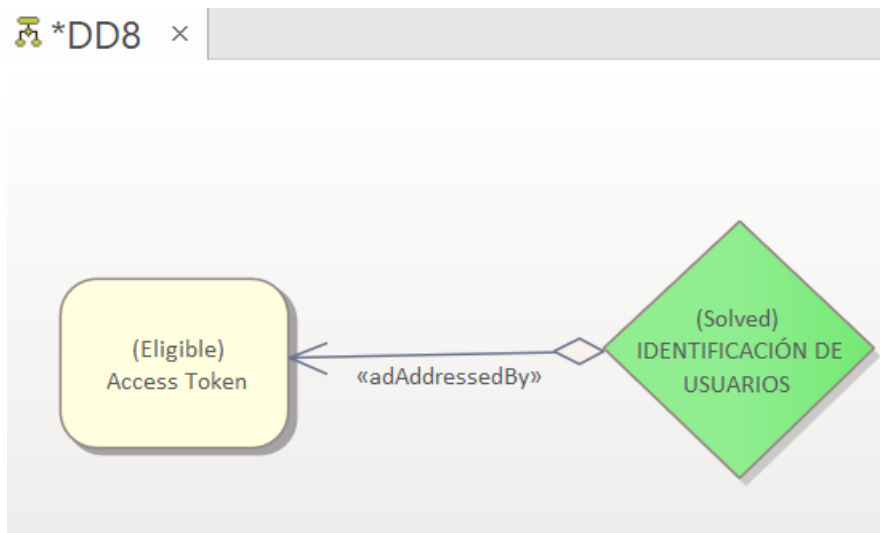 *DD8 ×
(Eligible)
Access Token
«adAddressedBy»
(Solved)
IDENTIFICACIÓN DE
USUARIOS